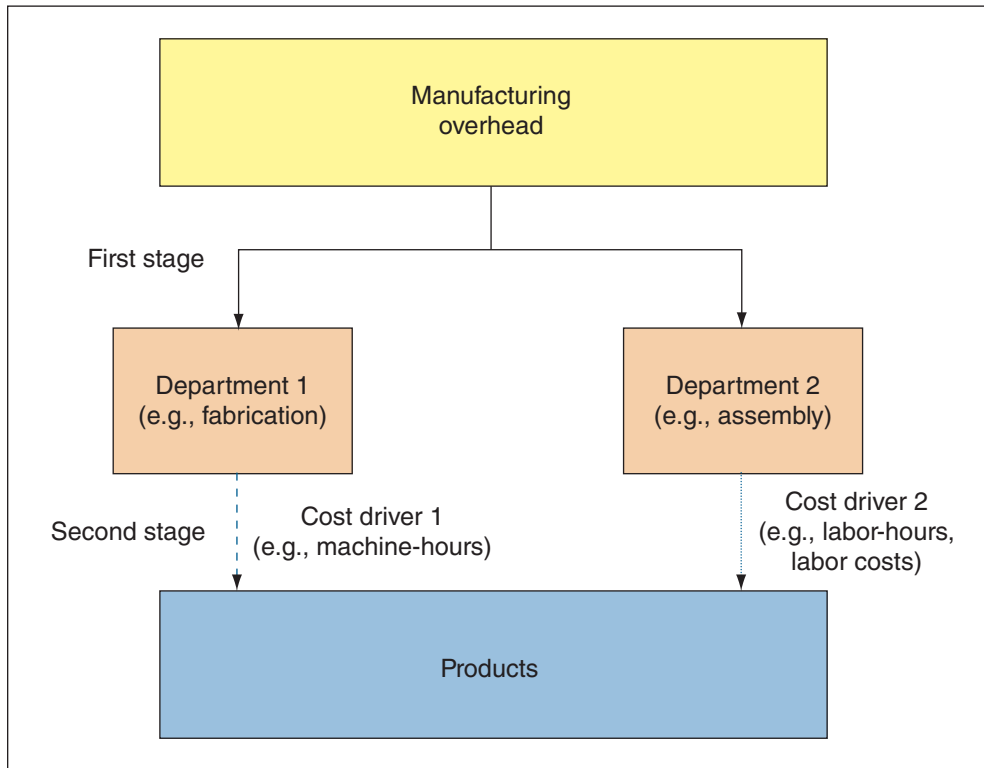 Manufacturing
overhead
First stage
Department 1
(e.g., fabrication)
Department 2
(e.g., assembly)
Second stage
Cost driver 1
(e.g., machine-hours)
Cost driver 2
(e.g., labor-hours,
labor costs)
Products